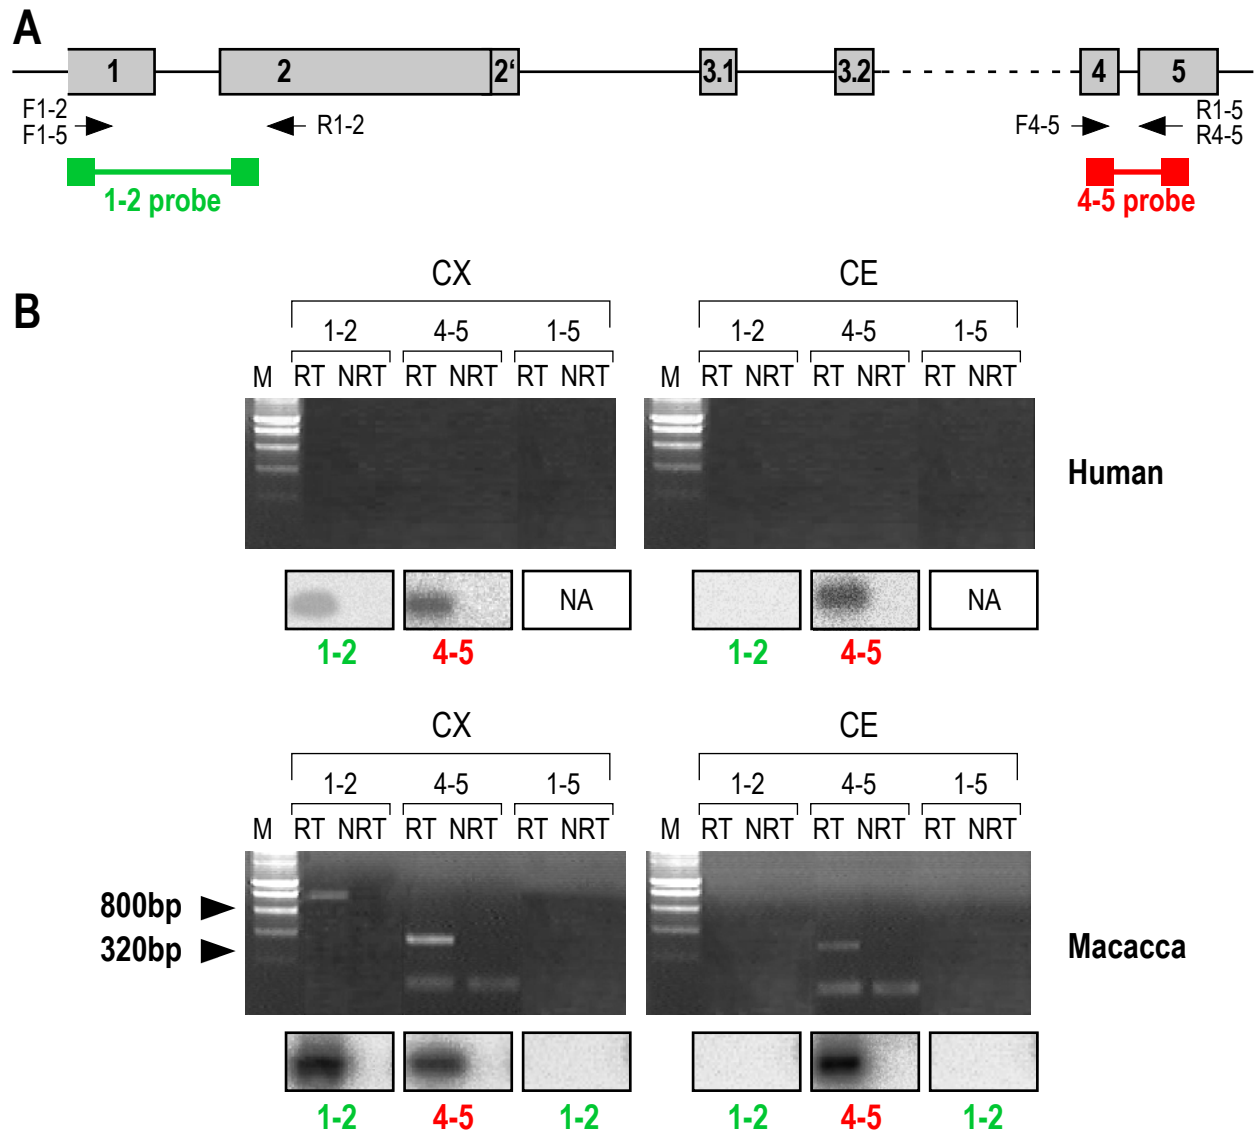 A
1 2 2‘ 3.1 3.2 4 5
F1-2
F1-5
R1-2
F4-5
R1-5
R4-5
1-2 probe
4-5 probe
B
CX CE
1-2 4-5 1-5 1-2 4-5 1-5
M RT NRT RT NRT RT NRT M RT NRT RT NRT RT NRT
Human
NA NA
1-2 4-5 1-2 4-5
CX CE
1-2 4-5 1-5 1-2 4-5 1-5
M RT NRT RT NRT RT NRT M RT NRT RT NRT RT NRT
800bp
320bp
Macacca
1-2 4-5 1-2 1-2 4-5 1-2